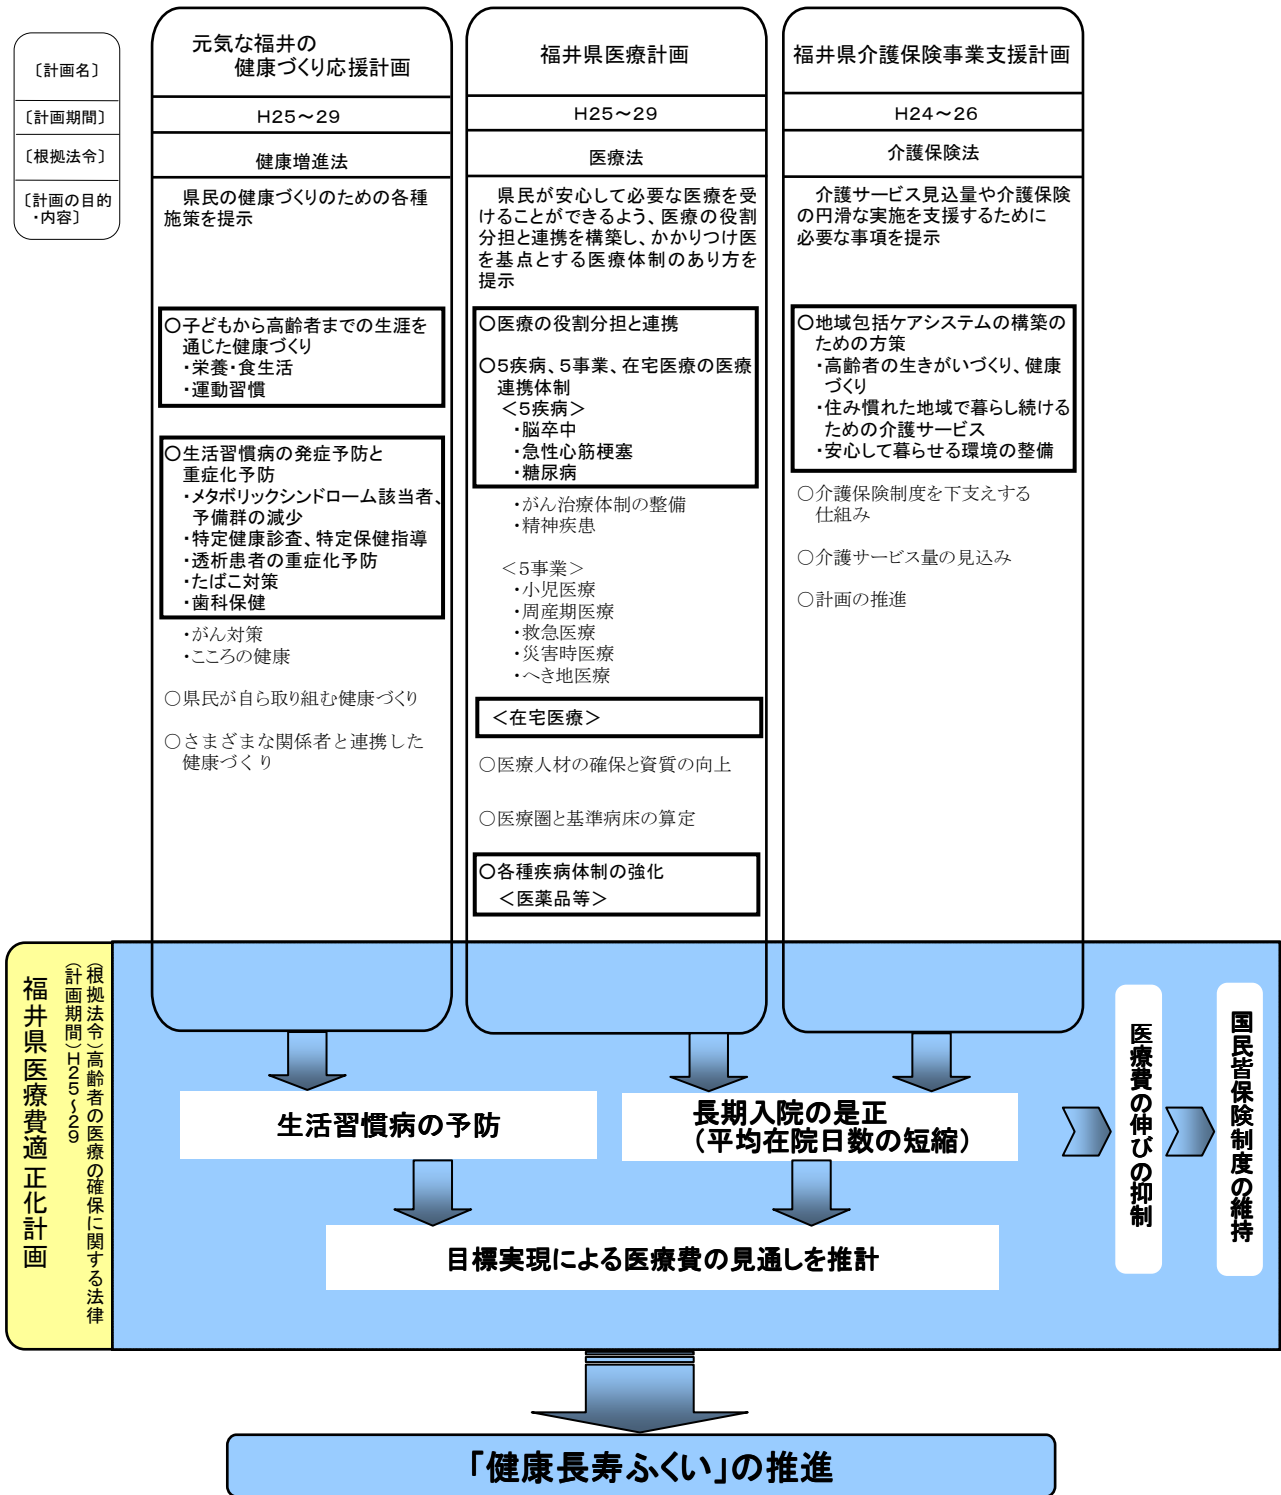 〔計画名〕
〔計画期間〕
〔根拠法令〕
〔計画の目的
・内容〕
元気な福井の
健康づくり応援計画
H25～29
健康増進法
県民の健康づくりのための各種
施策を提示
○子どもから高齢者までの生涯を
通じた健康づくり
・栄養・食生活
・運動習慣
○生活習慣病の発症予防と
重症化予防
・メタボリックシンドローム該当者、
予備群の減少
・特定健康診査、特定保健指導
・透析患者の重症化予防
・たばこ対策
・歯科保健
・がん対策
・こころの健康
○県民が自ら取り組む健康づくり
○さまざまな関係者と連携した
健康づくり
福井県医療計画
H25～29
医療法
県民が安心して必要な医療を受
けることができるよう、医療の役割
分担と連携を構築し、かかりつけ医
を基点とする医療体制のあり方を
提示
○医療の役割分担と連携
○5疾病、5事業、在宅医療の医療
連携体制
＜5疾病＞
・脳卒中
・急性心筋梗塞
・糖尿病
・がん治療体制の整備
・精神疾患
＜5事業＞
・小児医療
・周産期医療
・救急医療
・災害時医療
・へき地医療
＜在宅医療＞
○医療人材の確保と資質の向上
○医療圏と基準病床の算定
○各種疾病体制の強化
＜医薬品等＞
福井県介護保険事業支援計画
H24～26
介護保険法
介護サービス見込量や介護保険
の円滑な実施を支援するために
必要な事項を提示
○地域包括ケアシステムの構築の
ための方策
・高齢者の生きがいづくり、健康
づくり
・住み慣れた地域で暮らし続ける
ための介護サービス
・安心して暮らせる環境の整備
○介護保険制度を下支えする
仕組み
○介護サービス量の見込み
○計画の推進
福井県医療費適正化計画
（根拠法令）高齢者の医療の確保に関する法律
（計画期間）H25～29
生活習慣病の予防
長期入院の是正
（平均在院日数の短縮）
目標実現による医療費の見通しを推計
医療費の伸びの抑制
国民皆保険制度の維持
「健康長寿ふくい」の推進